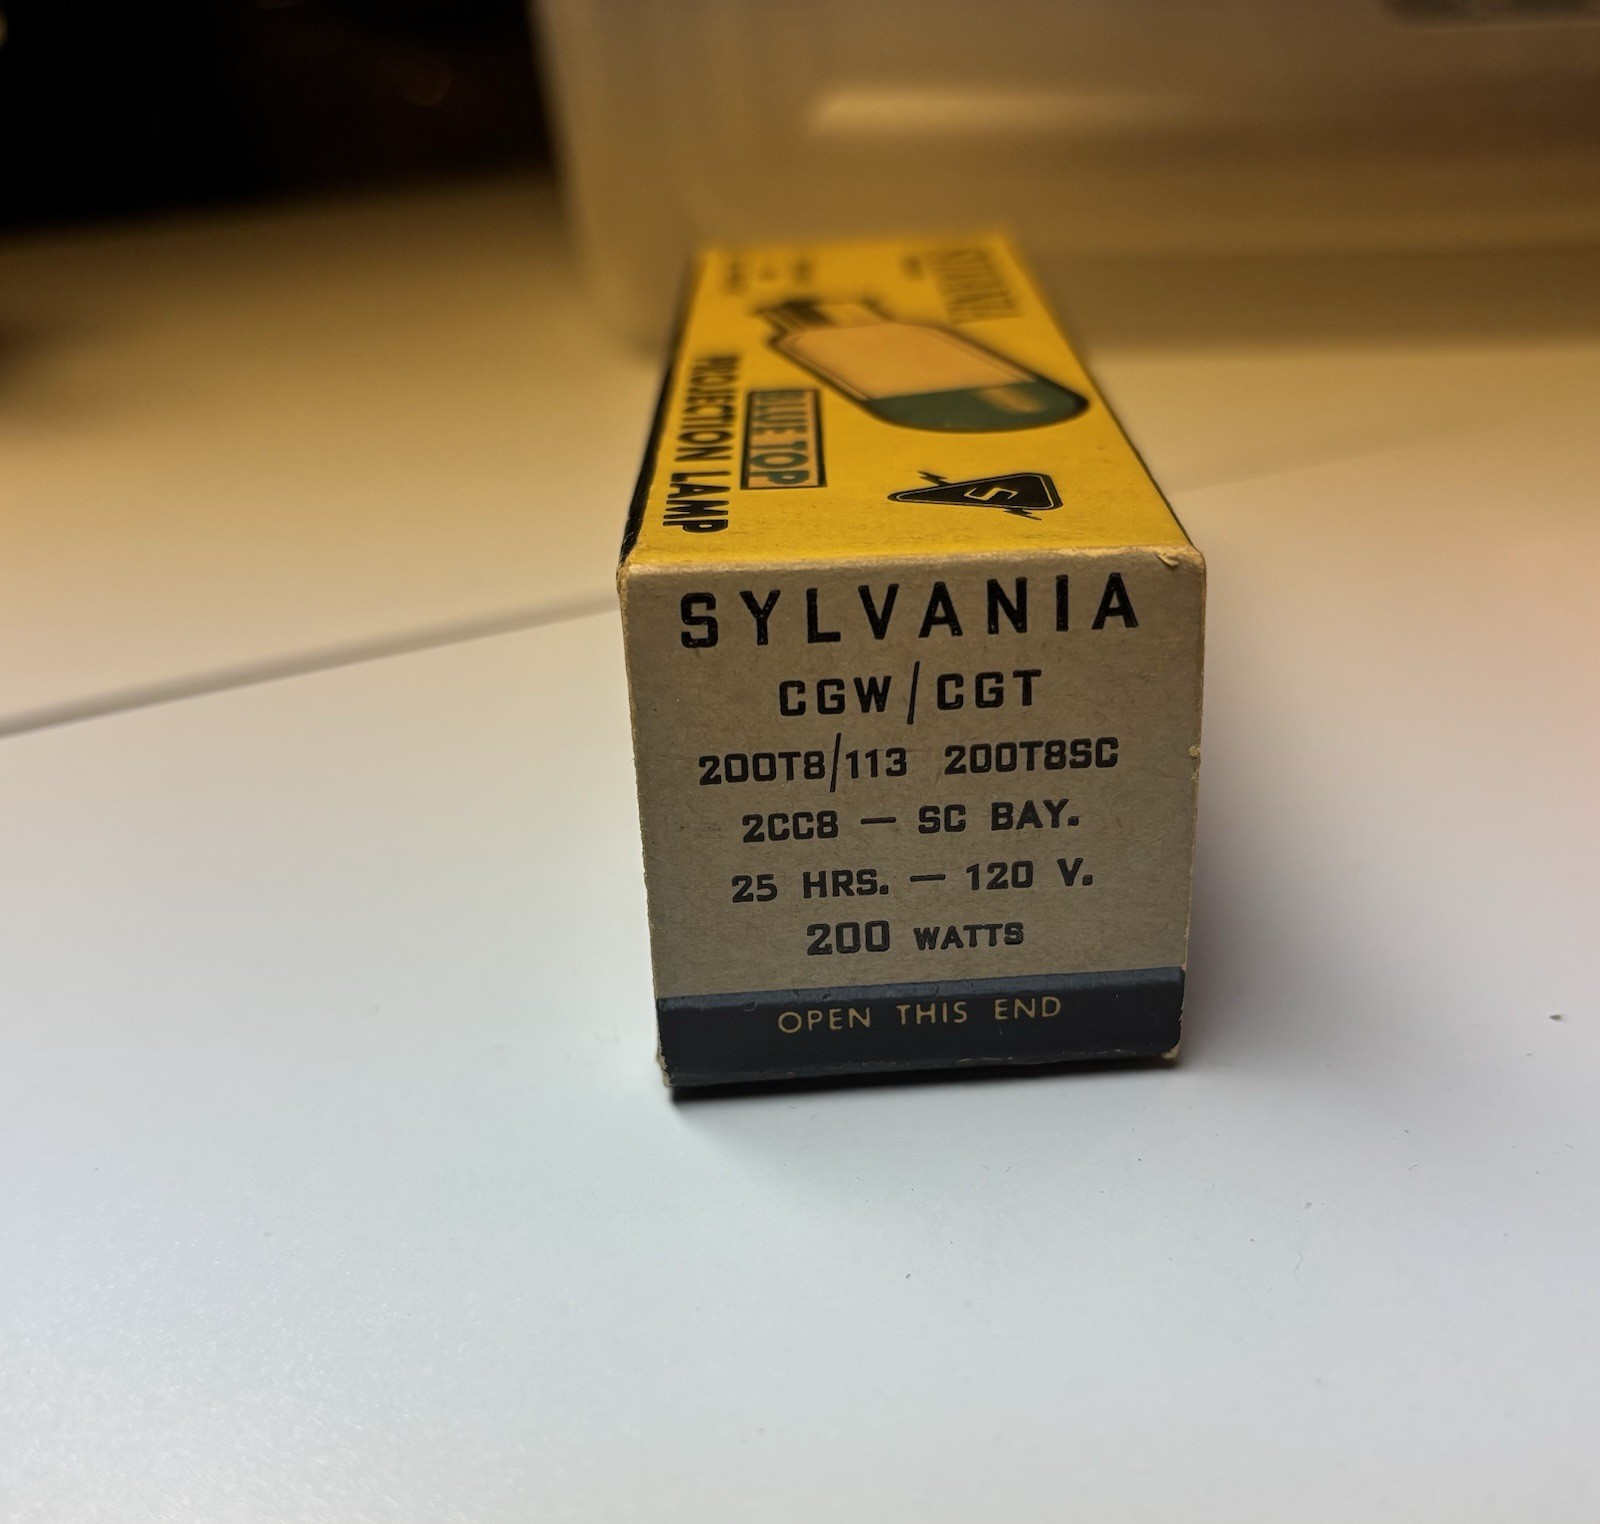 SYLVANIA
BLUE TOP
PROJECTION LAMP
S
SYLVANIA
CGW/CGT
200T8/113 200T8SC
2CC8 — SC BAY.
25 HRS. — 120 V.
200 WATTS
OPEN THIS END